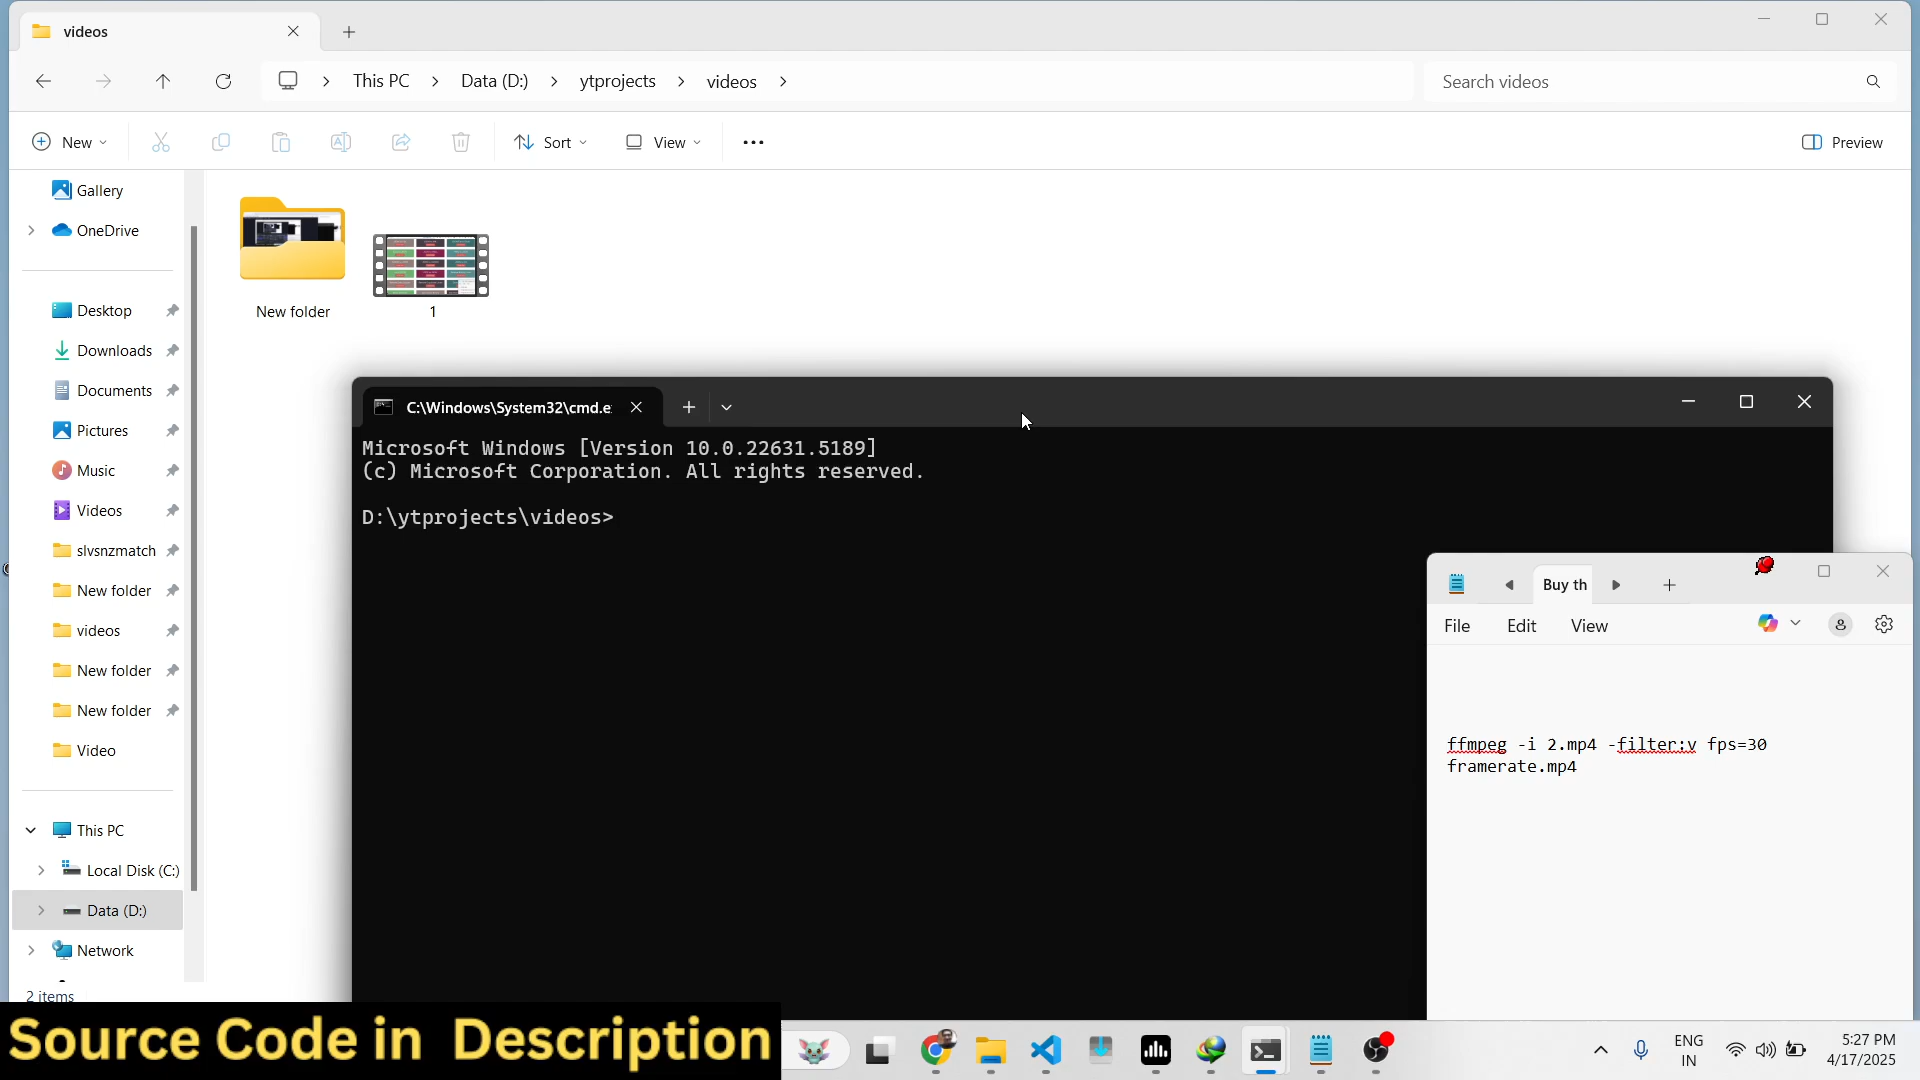 videos
This PC
Data (D:)
ytprojects
videos
Search videos
New
Sort
View
Preview
Gallery
OneDrive
Desktop
Downloads
Documents
Pictures
Music
Videos
slvsnzmatch
New folder
videos
New folder
New folder
Video
This PC
Local Disk (C:)
Data (D:)
Network
2 items
New folder
1
C:\Windows\System32\cmd.e
Microsoft Windows [Version 10.0.22631.5189]
(c) Microsoft Corporation. All rights reserved.
D:\ytprojects\videos>
Buy th
File
Edit
View
ffmpeg -i 2.mp4 -filter:v fps=30
framerate.mp4
Source Code in Description
ENG
IN
5:27 PM
4/17/2025